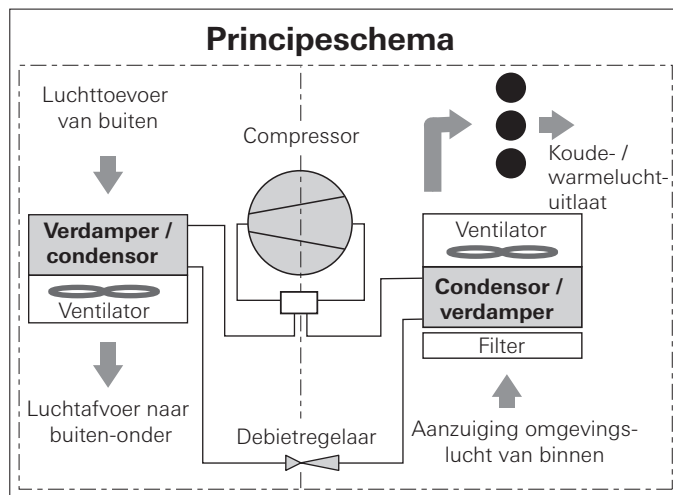 Principeschema
Luchttoevoer
van buiten
Compressor
Koude- /
warmelucht-
uitlaat
Verdamper /
condensor
Ventilator
Ventilator
Condensor /
verdamper
Filter
Luchtafvoer naar
buiten-onder
Debietregelaar
Aanzuiging omgevings-
lucht van binnen